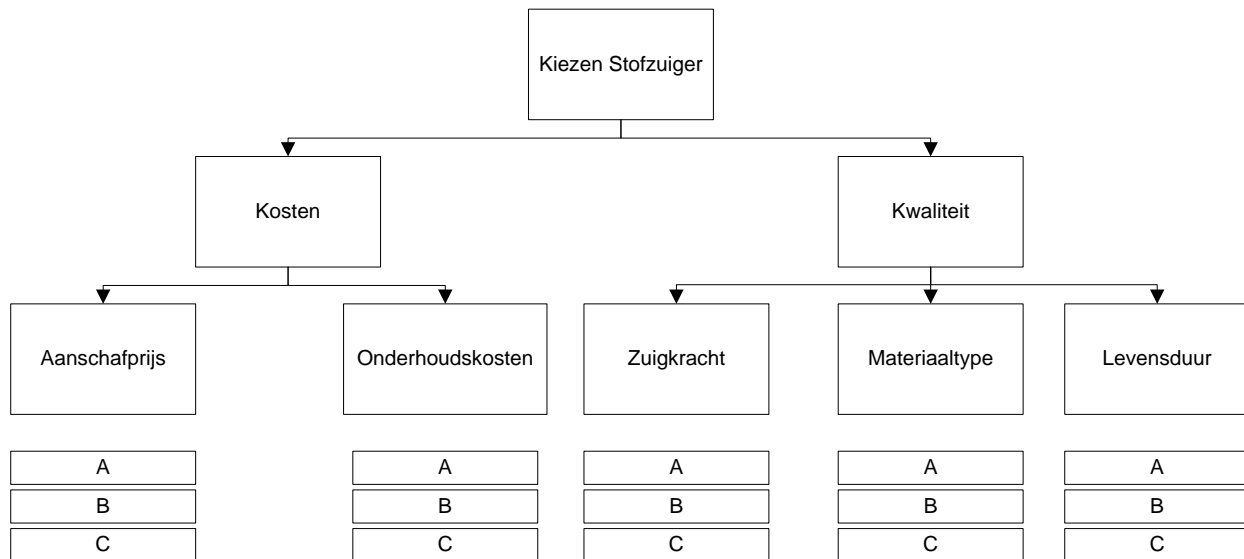 Kiezen Stofzuiger
Kosten
Kwaliteit
Aanschafprijs
Onderhoudskosten
Zuigkracht
Materiaaltype
Levensduur
A
A
A
A
A
B
B
B
B
B
C
C
C
C
C